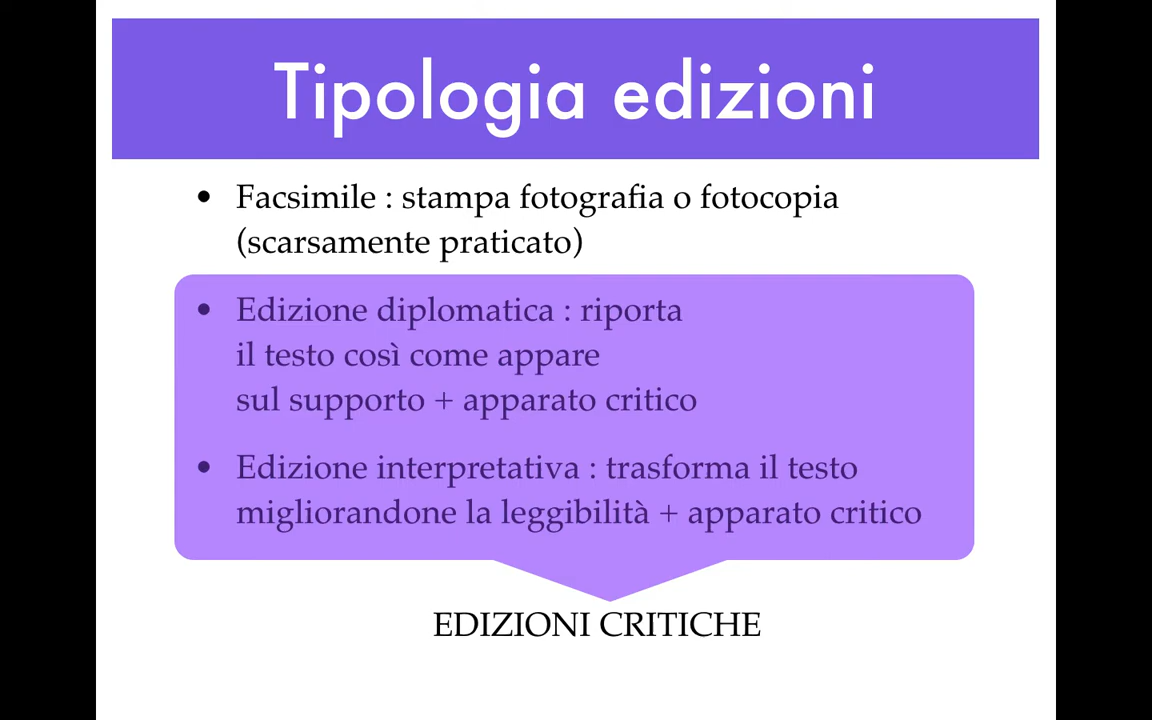 Tipologia edizioni
• Facsimile : stampa fotografia o fotocopia
(scarsamente praticato)
• Edizione diplomatica : riporta
il testo così come appare
sul supporto + apparato critico
• Edizione interpretativa : trasforma il testo
migliorandone la leggibilità + apparato critico
EDIZIONI CRITICHE